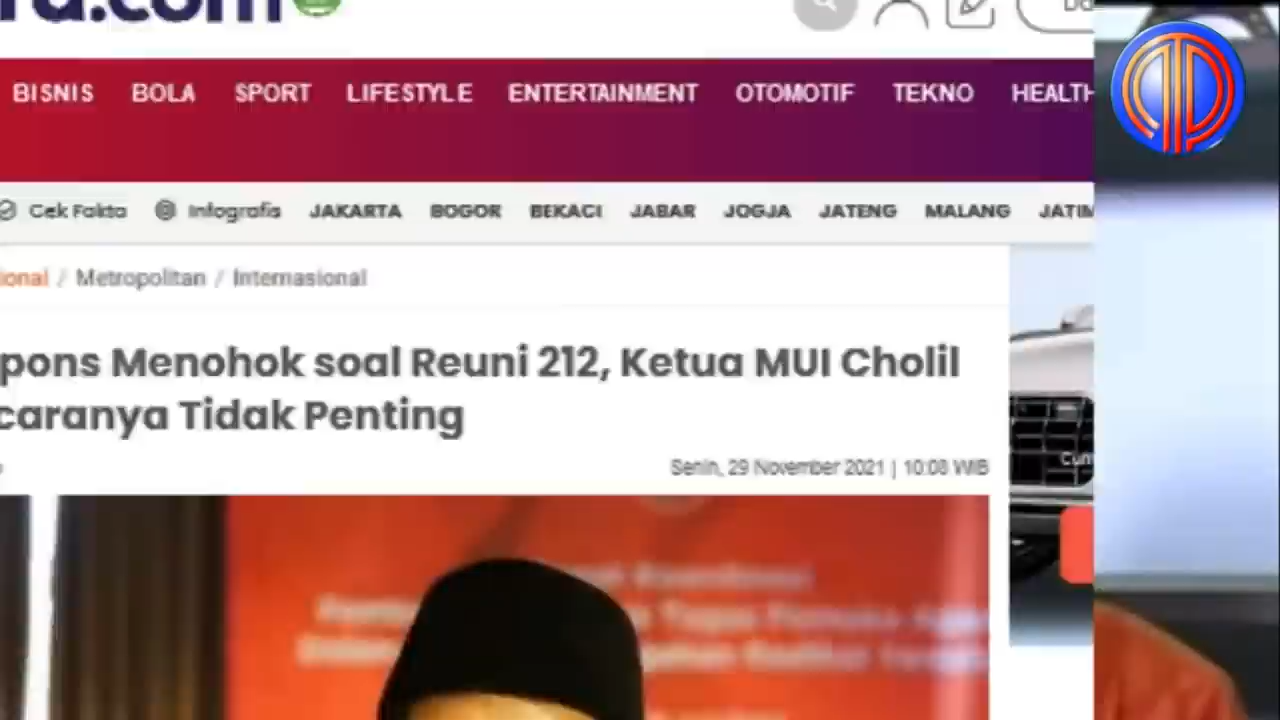 ra.com
BISNIS BOLA SPORT LIFESTYLE ENTERTAINMENT OTOMOTIF TEKNO HEALTH
Cek Fakta Infografis JAKARTA BOGOR BEKACI JABAR JOGJA JATENG MALANG JATIM
ional / Metropolitan / Internasional
pons Menohok soal Reuni 212, Ketua MUI Cholil
caranya Tidak Penting
Senin, 29 November 2021 | 10:08 WIB